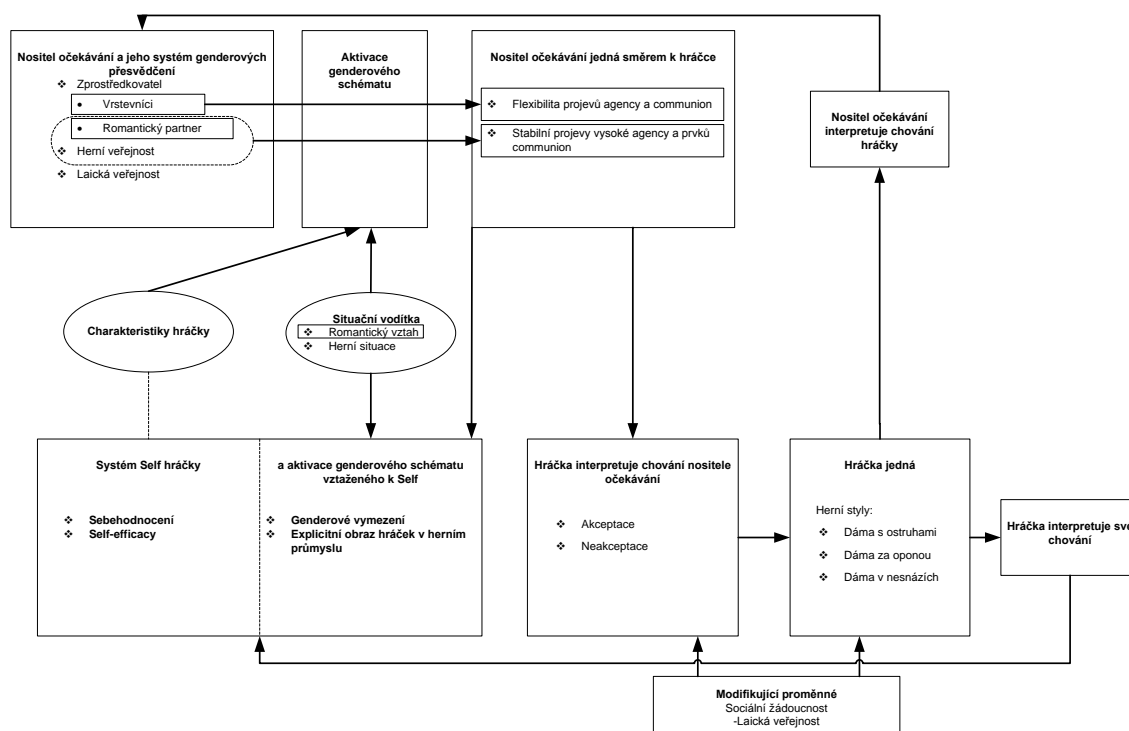 Nositel očekávání a jeho systém genderových
přesvědčení
❖ Zprostředkovatel
• Vrstevníci
• Romantický partner
❖ Herní veřejnost
❖ Laická veřejnost
Aktivace
genderového
schématu
Nositel očekávání jedná směrem k hráčce
❖ Flexibilita projevů agency a communion
❖ Stabilní projevy vysoké agency a prvků
communion
Nositel očekávání
interpretuje chování
hráčky
Charakteristiky hráčky
Situační vodítka
❖ Romantický vztah
❖ Herní situace
Systém Self hráčky
❖ Sebehodnocení
❖ Self-efficacy
a aktivace genderového schématu
vztaženého k Self
❖ Genderové vymezení
❖ Explicitní obraz hráček v herním
průmyslu
Hráčka interpretuje chování nositele
očekávání
❖ Akceptace
❖ Neakceptace
Hráčka jedná
Herní styly:
❖ Dáma s ostruhami
❖ Dáma za oponou
❖ Dáma v nesnázích
Hráčka interpretuje své
chování
Modifikující proměnné
Sociální žádoucnost
-Laická veřejnost